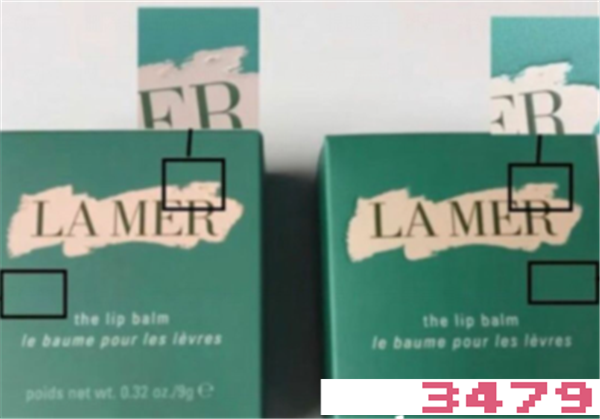 ER
ER
LA MER
the lip balm
le baume pour les lèvres
poids net wt. 0.32 oz./9g ℮
LA MER
the lip balm
le baume pour les lèvres
3479